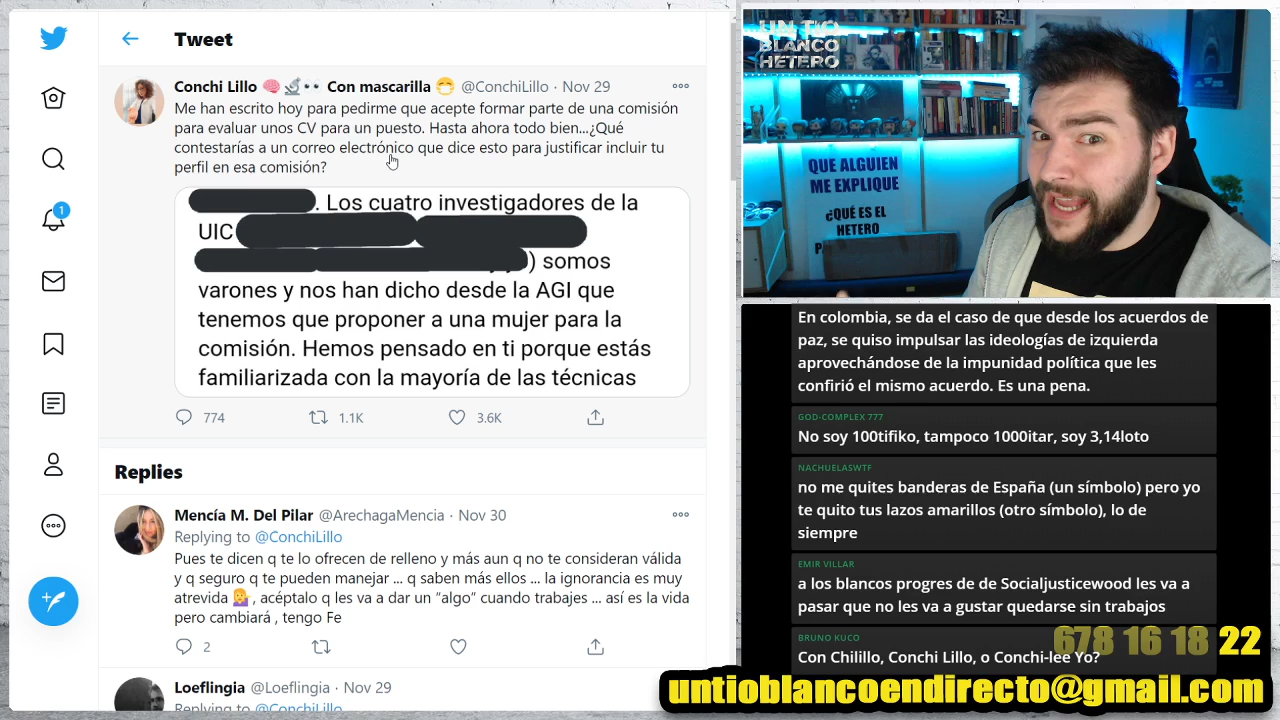 Tweet
Conchi Lillo 🧠🔬👀 Con mascarilla 😷 @ConchiLillo · Nov 29
Me han escrito hoy para pedirme que acepte formar parte de una comisión
para evaluar unos CV para un puesto. Hasta ahora todo bien...¿Qué
contestarías a un correo electrónico que dice esto para justificar incluir tu
perfil en esa comisión?
. Los cuatro investigadores de la
UIC
) somos
varones y nos han dicho desde la AGI que
tenemos que proponer a una mujer para la
comisión. Hemos pensado en ti porque estás
familiarizada con la mayoría de las técnicas
774 1.1K 3.6K
1
Replies
Mencía M. Del Pilar @ArechagaMencia · Nov 30
Replying to @ConchiLillo
Pues te dicen q te lo ofrecen de relleno y más aun q no te consideran válida
y q seguro q te pueden manejar ... q saben más ellos ... la ignorancia es muy
atrevida 🤷‍♀️, acéptalo q les va a dar un “algo” cuando trabajes ... así es la vida
pero cambiará , tengo Fe
2
Loeflingia @Loeflingia · Nov 29
Replying to @ConchiLillo
UN TIO
BLANCO
HETERO
QUE ALGUIEN
ME EXPLIQUE
¿QUÉ ES EL
HETERO
En colombia, se da el caso de que desde los acuerdos de
paz, se quiso impulsar las ideologías de izquierda
aprovechándose de la impunidad política que les
confirió el mismo acuerdo. Es una pena.
GOD-COMPLEX 777
No soy 100tifiko, tampoco 1000itar, soy 3,14loto
NACHUELASWTF
no me quites banderas de España (un símbolo) pero yo
te quito tus lazos amarillos (otro símbolo), lo de
siempre
EMIR VILLAR
a los blancos progres de de Socialjusticewood les va a
pasar que no les va a gustar quedarse sin trabajos
BRUNO KUCO
Con Chilillo, Conchi Lillo, o Conchi-lee Yo?
678 16 18 22
untioblancoendirecto@gmail.com